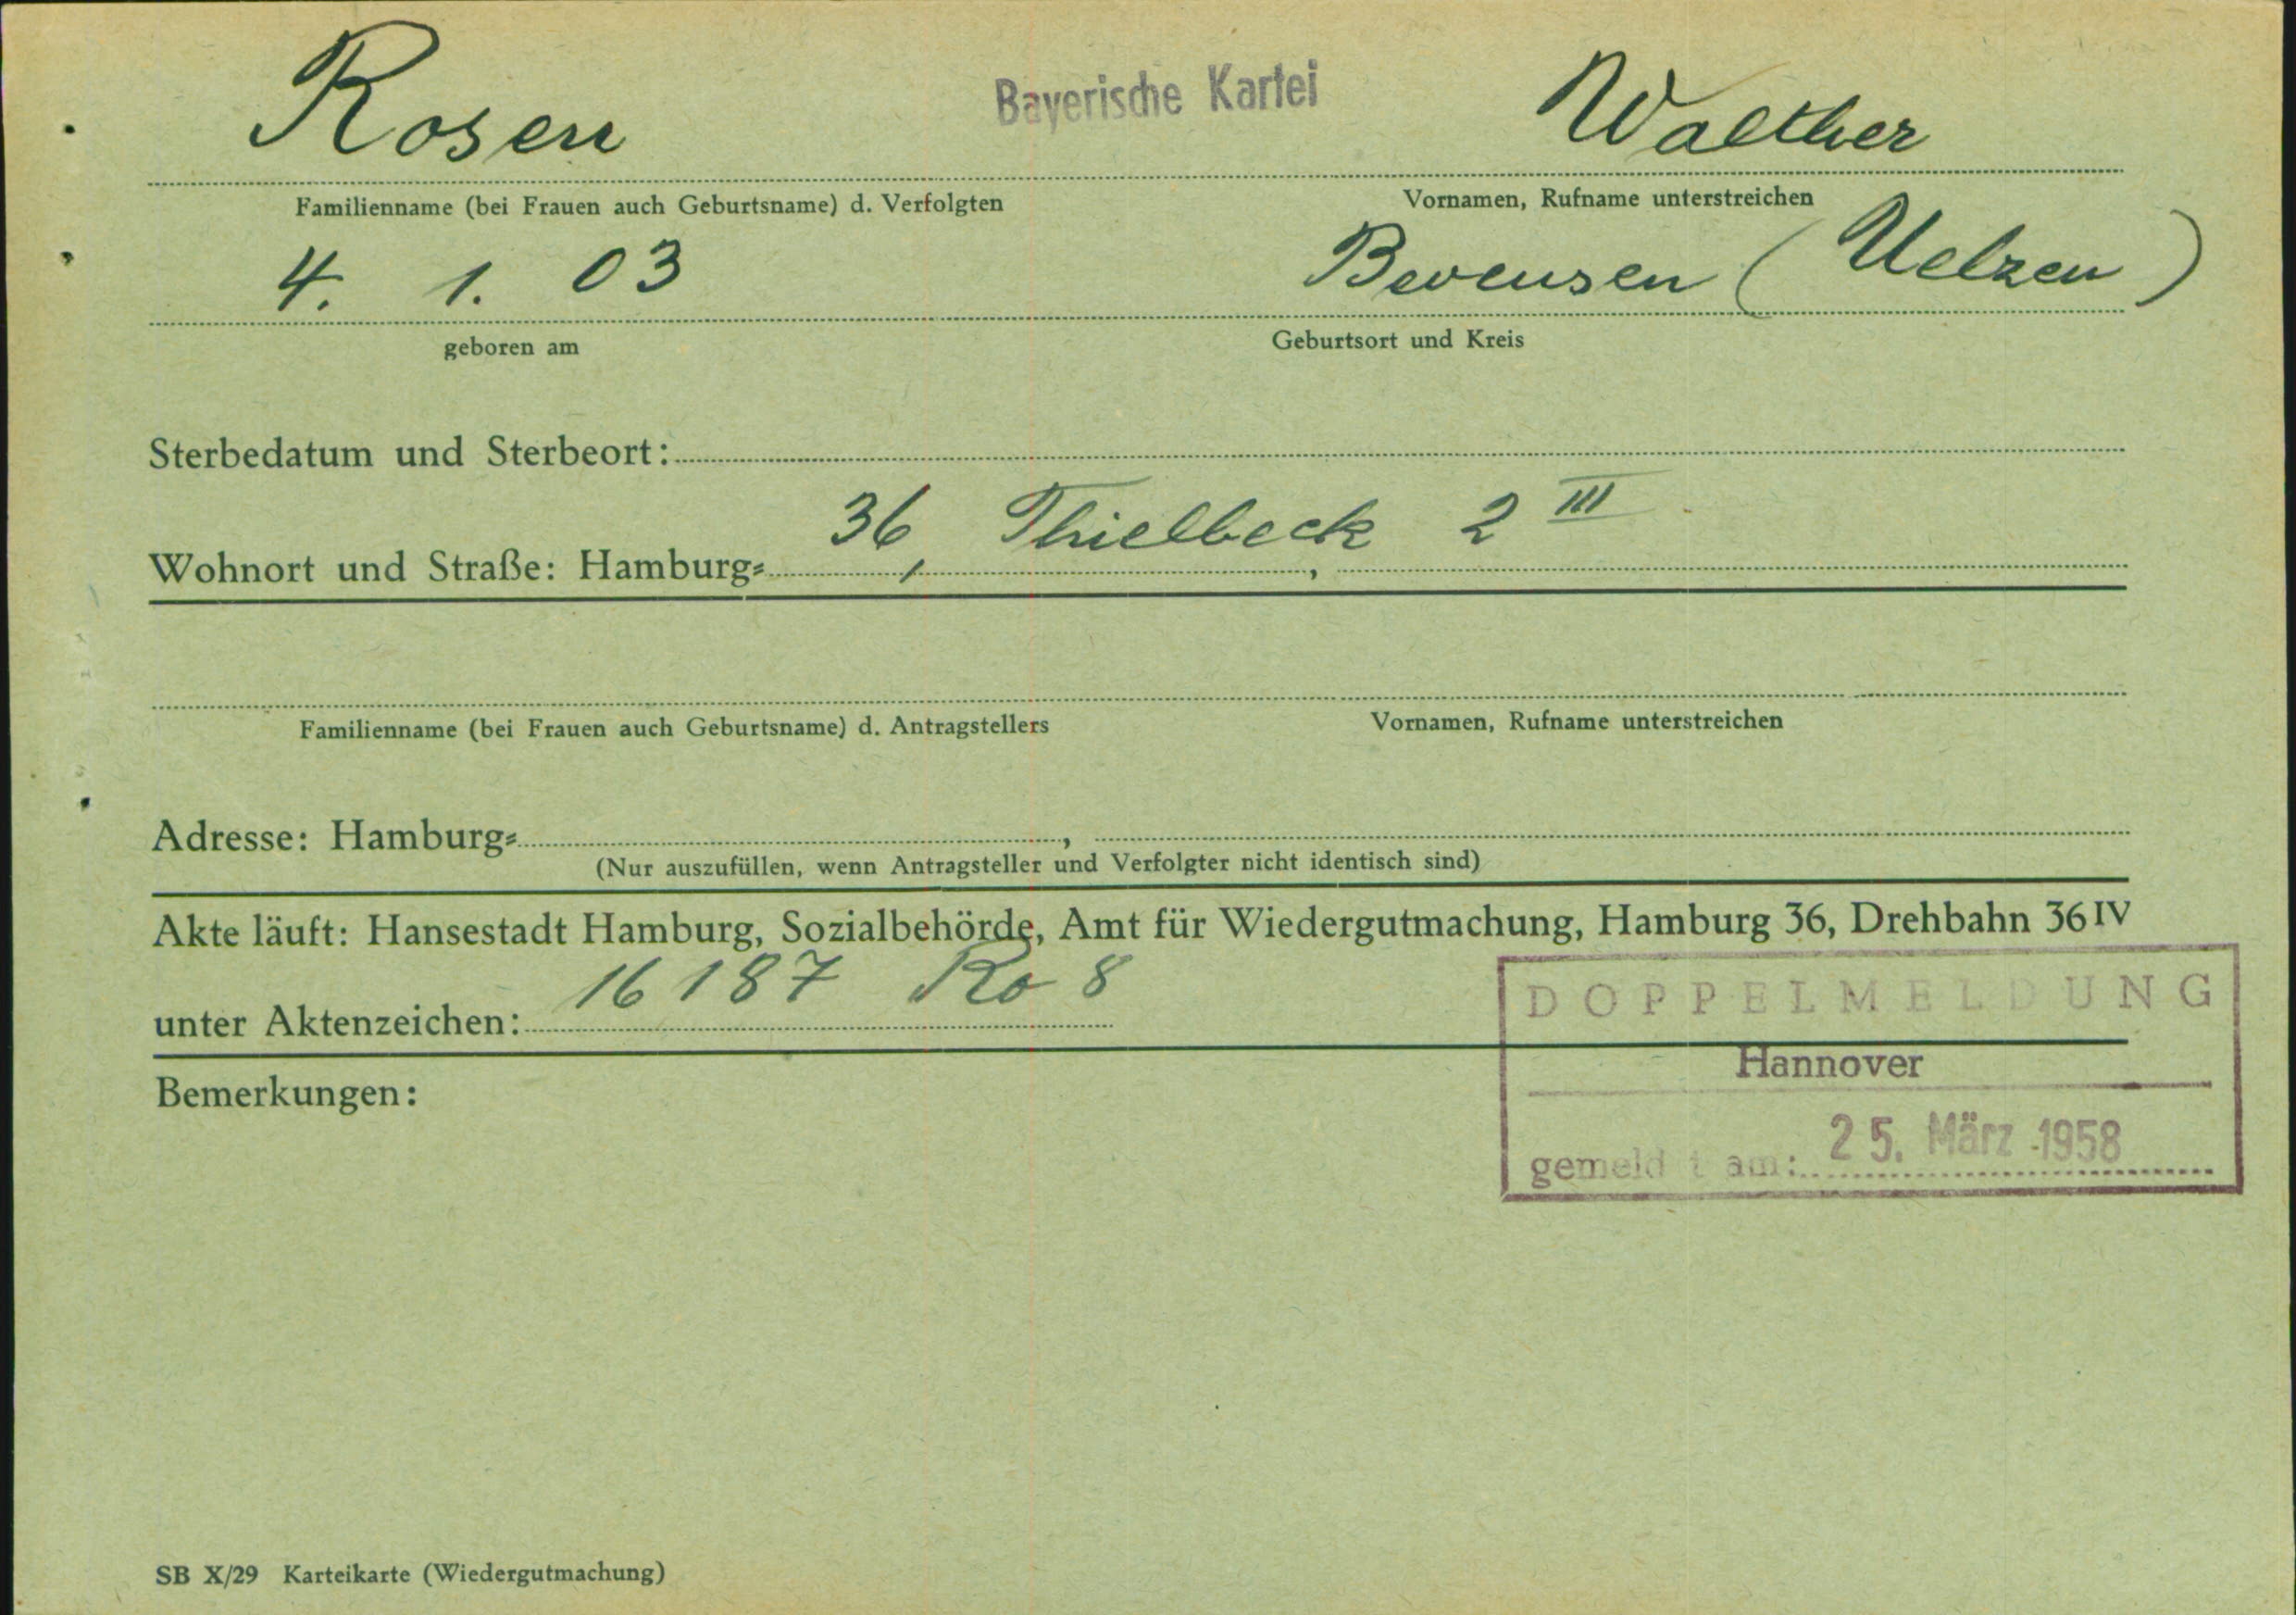 Rosen Bayerische Kartei Walther
Familienname (bei Frauen auch Geburtsname) d. Verfolgten Vornamen, Rufname unterstreichen
4. 1. 03 Bevensen (Uelzen)
geboren am Geburtsort und Kreis
Sterbedatum und Sterbeort:
Wohnort und Straße: Hamburg- 36, Thielbeck 2 III
Familienname (bei Frauen auch Geburtsname) d. Antragstellers Vornamen, Rufname unterstreichen
Adresse: Hamburg- ,
(Nur auszufüllen, wenn Antragsteller und Verfolgter nicht identisch sind)
Akte läuft: Hansestadt Hamburg, Sozialbehörde, Amt für Wiedergutmachung, Hamburg 36, Drehbahn 36 IV
unter Aktenzeichen: 16187 Ro 8
DOPPELMELDUNG
Hannover
Bemerkungen:
gemeldet am: 25. März 1958
SB X/29 Karteikarte (Wiedergutmachung)